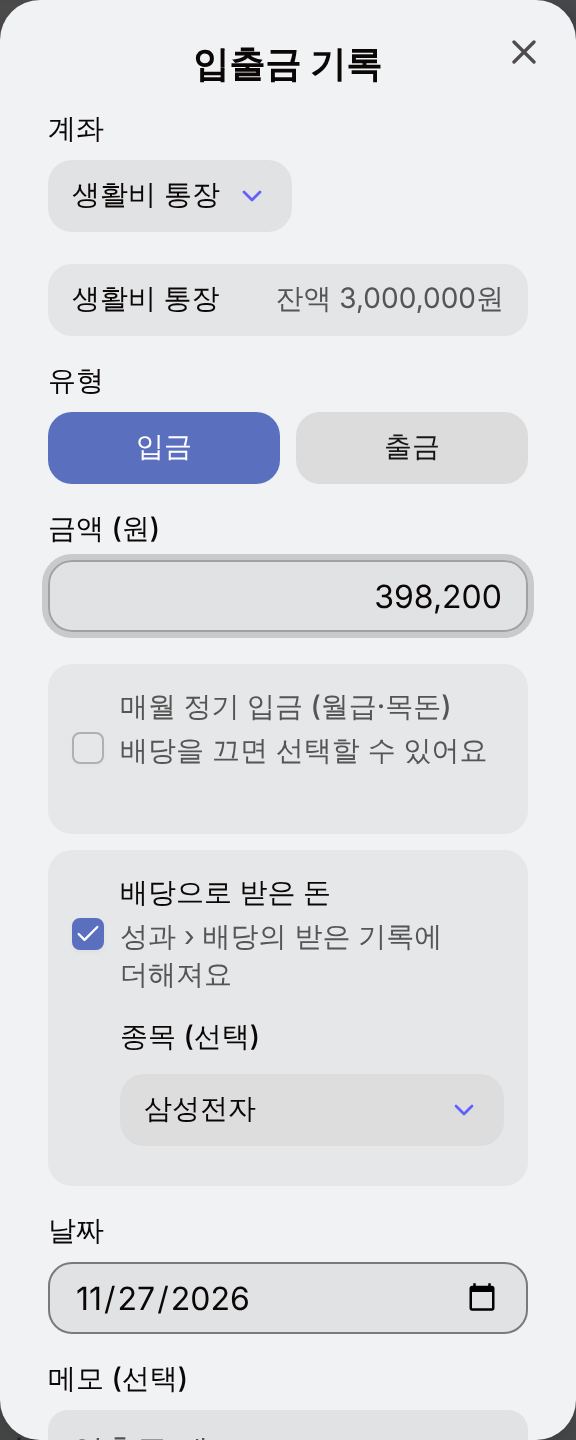 입출금 기록
계좌
생활비 통장
생활비 통장 잔액 3,000,000원
유형
입금 출금
금액 (원)
398,200
매월 정기 입금 (월급·목돈)
배당을 끄면 선택할 수 있어요
배당으로 받은 돈
성과 › 배당의 받은 기록에
더해져요
종목 (선택)
삼성전자
날짜
11/27/2026
메모 (선택)